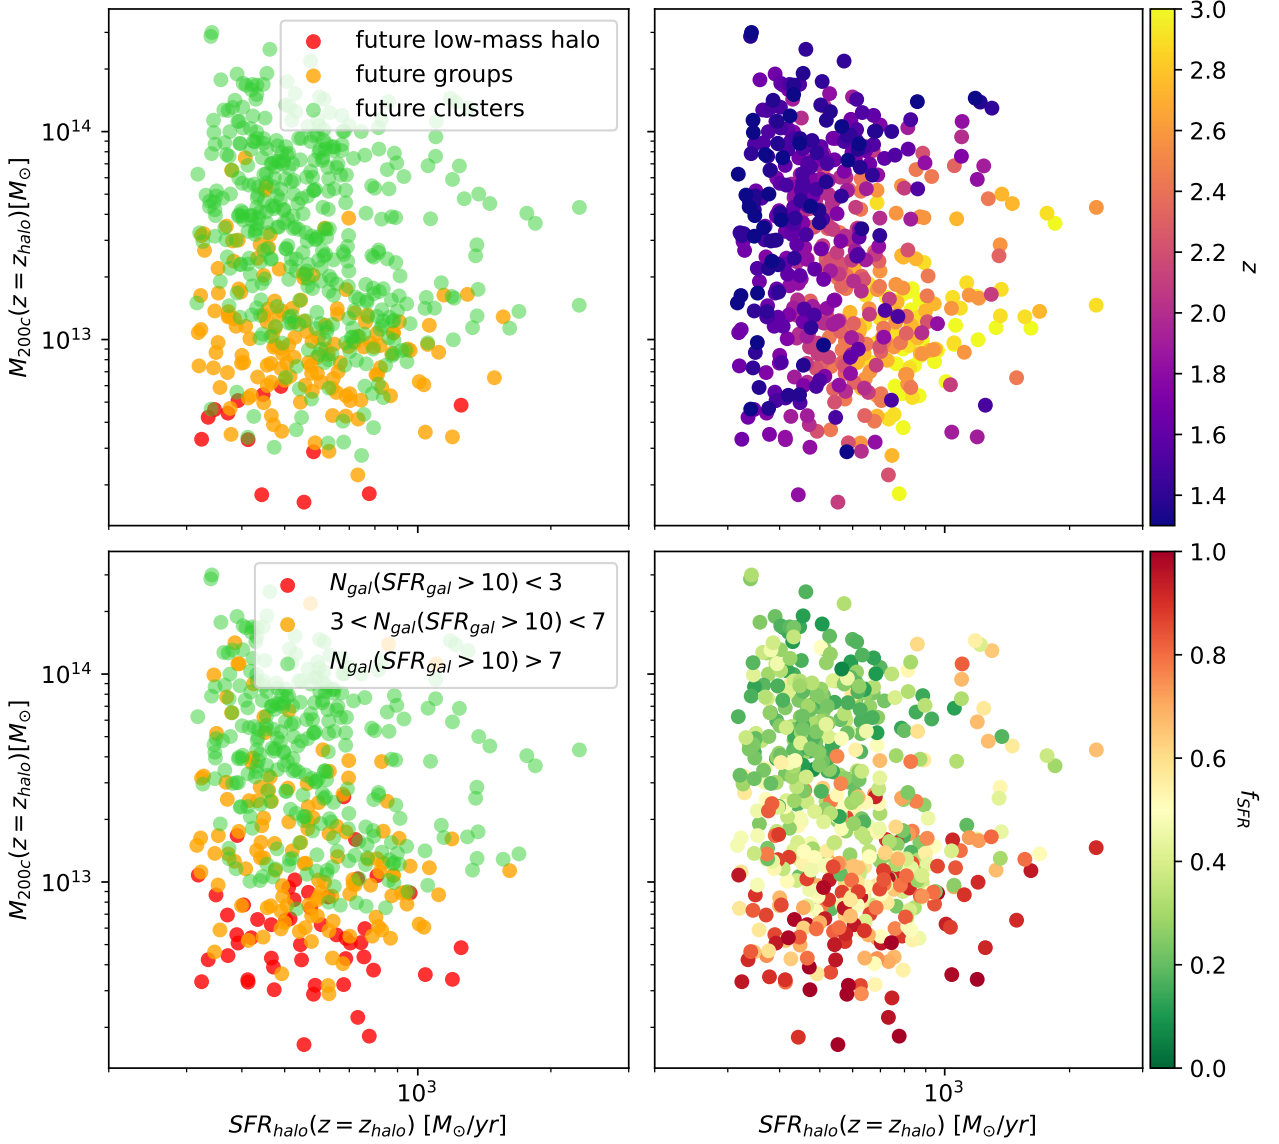 future low-mass halo
future groups
future clusters
10^14
10^13
M_200c(z = z_halo)[M_⊙]
3.0
2.8
2.6
2.4
2.2
2.0
1.8
1.6
1.4
z
N_gal(SFR_gal > 10) < 3
3 < N_gal(SFR_gal > 10) < 7
N_gal(SFR_gal > 10) > 7
10^14
10^13
M_200c(z = z_halo)[M_⊙]
10^3
SFR_halo(z = z_halo) [M_⊙/yr]
10^3
SFR_halo(z = z_halo) [M_⊙/yr]
1.0
0.8
0.6
0.4
0.2
0.0
f_SFR